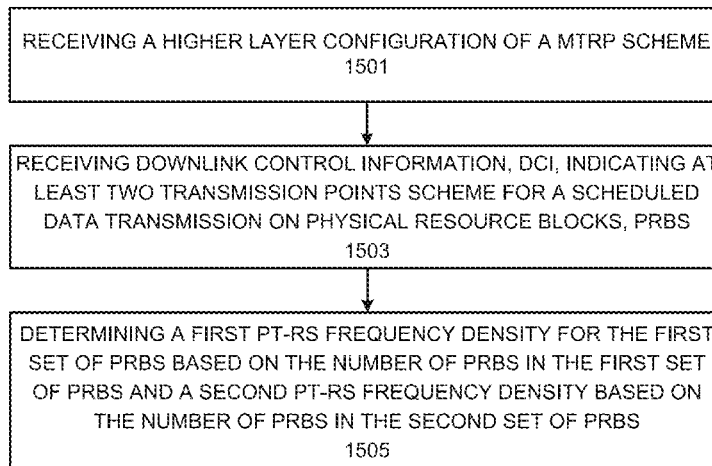 RECEIVING A HIGHER LAYER CONFIGURATION OF A MTRP SCHEME
1501
RECEIVING DOWNLINK CONTROL INFORMATION, DCI, INDICATING AT
LEAST TWO TRANSMISSION POINTS SCHEME FOR A SCHEDULED
DATA TRANSMISSION ON PHYSICAL RESOURCE BLOCKS, PRBS
1503
DETERMINING A FIRST PT-RS FREQUENCY DENSITY FOR THE FIRST
SET OF PRBS BASED ON THE NUMBER OF PRBS IN THE FIRST SET
OF PRBS AND A SECOND PT-RS FREQUENCY DENSITY BASED ON
THE NUMBER OF PRBS IN THE SECOND SET OF PRBS
1505